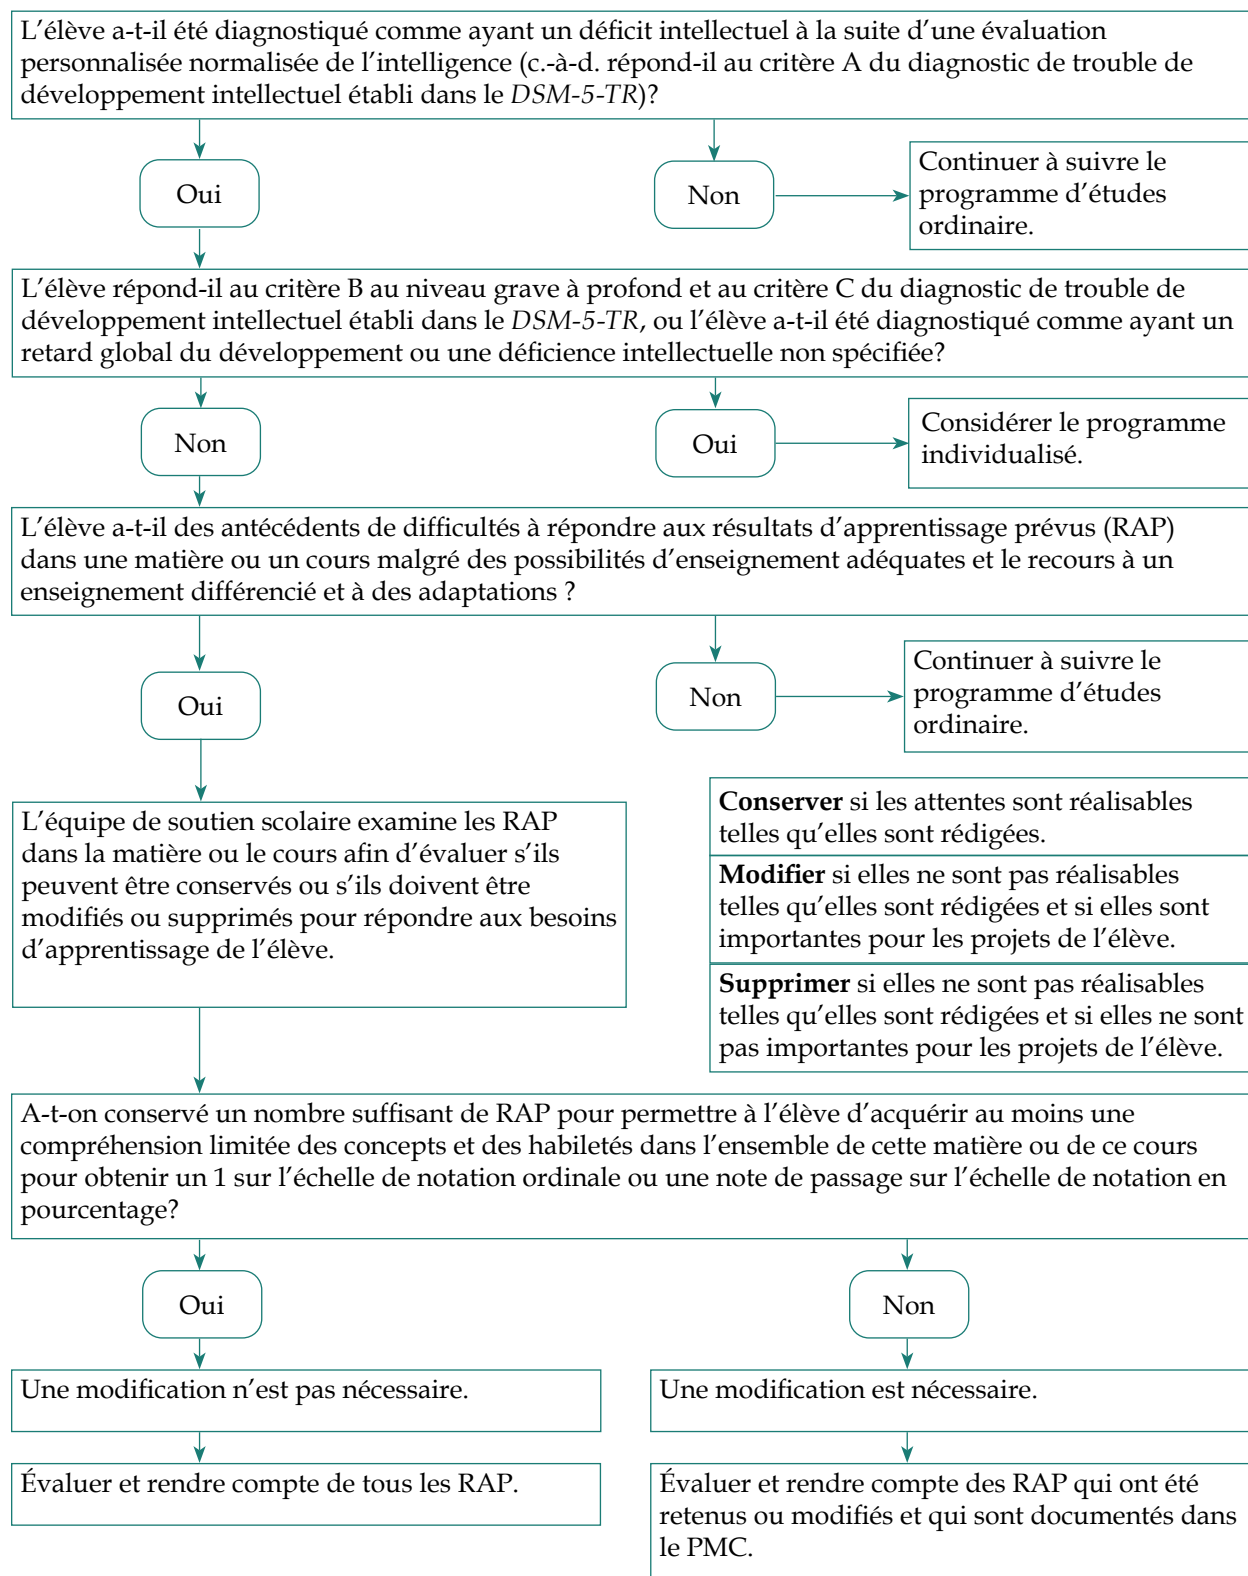 L’élève a-t-il été diagnostiqué comme ayant un déficit intellectuel à la suite d’une évaluation
personnalisée normalisée de l’intelligence (c.-à-d. répond-il au critère A du diagnostic de trouble de
développement intellectuel établi dans le DSM-5-TR)?
Oui
Non
Continuer à suivre le
programme d’études
ordinaire.
L’élève répond-il au critère B au niveau grave à profond et au critère C du diagnostic de trouble de
développement intellectuel établi dans le DSM-5-TR, ou l’élève a-t-il été diagnostiqué comme ayant un
retard global du développement ou une déficience intellectuelle non spécifiée?
Non
Oui
Considérer le programme
individualisé.
L’élève a-t-il des antécédents de difficultés à répondre aux résultats d’apprentissage prévus (RAP)
dans une matière ou un cours malgré des possibilités d’enseignement adéquates et le recours à un
enseignement différencié et à des adaptations ?
Oui
Non
Continuer à suivre le
programme d’études
ordinaire.
L’équipe de soutien scolaire examine les RAP
dans la matière ou le cours afin d’évaluer s’ils
peuvent être conservés ou s’ils doivent être
modifiés ou supprimés pour répondre aux besoins
d’apprentissage de l’élève.
Conserver si les attentes sont réalisables
telles qu’elles sont rédigées.
Modifier si elles ne sont pas réalisables
telles qu’elles sont rédigées et si elles sont
importantes pour les projets de l’élève.
Supprimer si elles ne sont pas réalisables
telles qu’elles sont rédigées et si elles ne sont
pas importantes pour les projets de l’élève.
A-t-on conservé un nombre suffisant de RAP pour permettre à l’élève d’acquérir au moins une
compréhension limitée des concepts et des habiletés dans l’ensemble de cette matière ou de ce cours
pour obtenir un 1 sur l’échelle de notation ordinale ou une note de passage sur l’échelle de notation en
pourcentage?
Oui
Non
Une modification n’est pas nécessaire.
Une modification est nécessaire.
Évaluer et rendre compte de tous les RAP.
Évaluer et rendre compte des RAP qui ont été
retenus ou modifiés et qui sont documentés dans
le PMC.